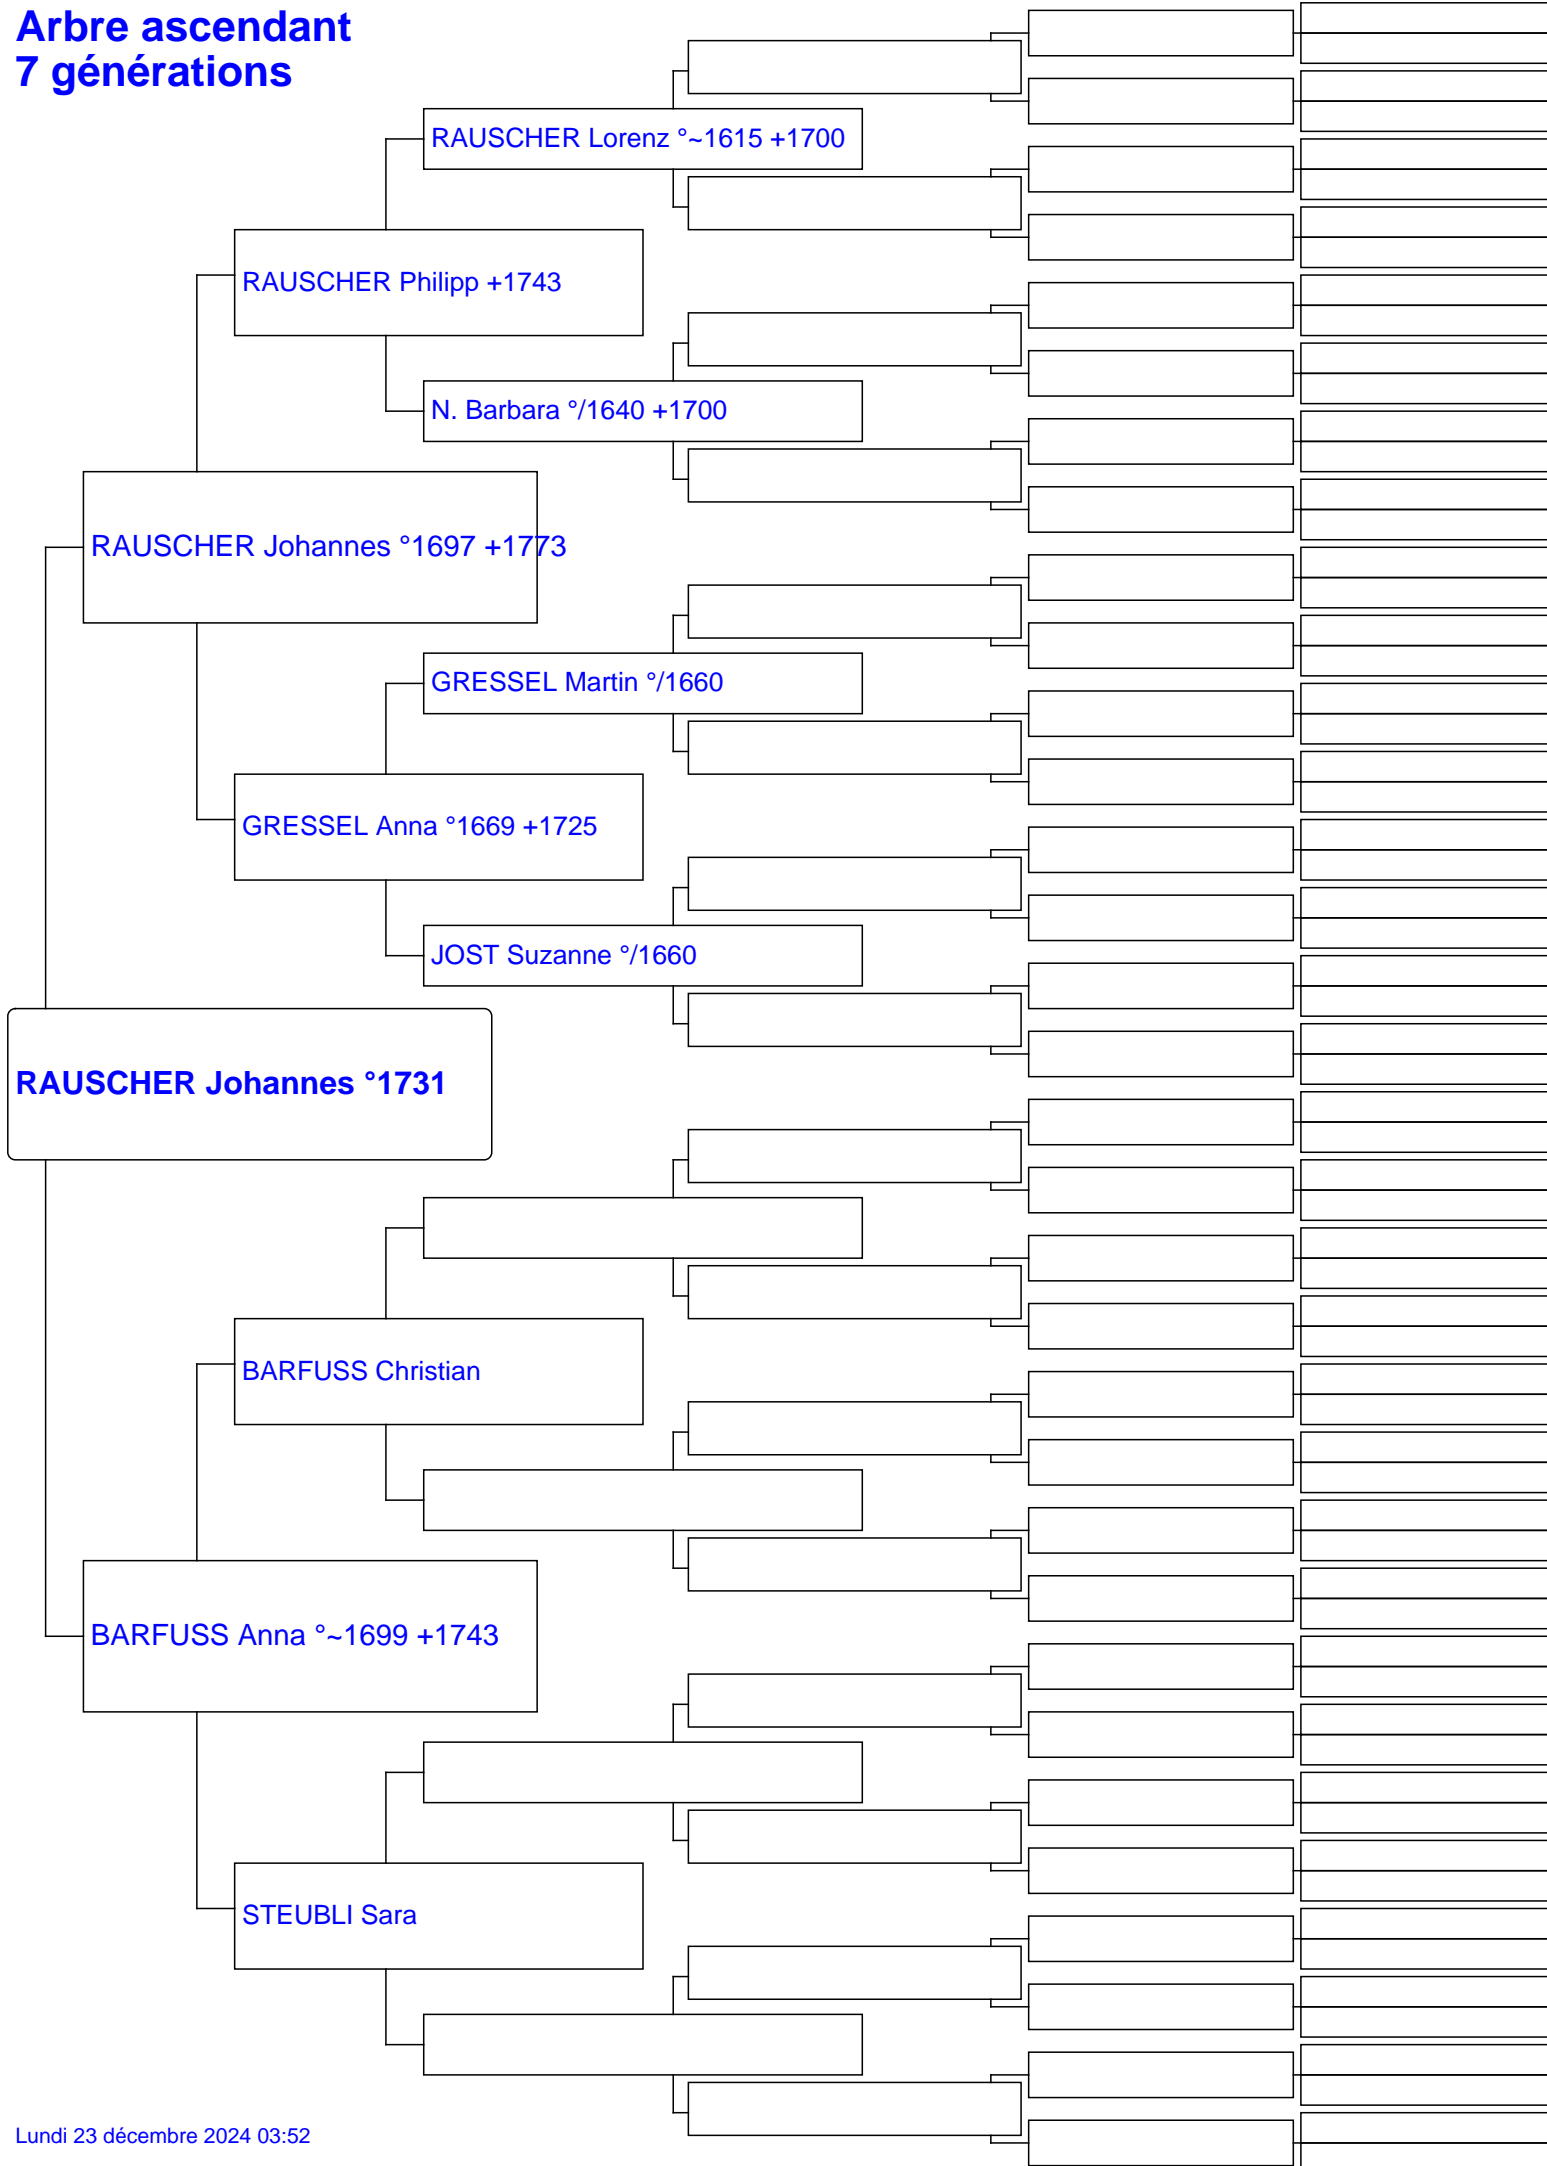 Arbre ascendant
7 générations
RAUSCHER Lorenz °~1615 +1700
RAUSCHER Philipp +1743
N. Barbara °/1640 +1700
RAUSCHER Johannes °1697 +1773
GRESSEL Martin °/1660
GRESSEL Anna °1669 +1725
JOST Suzanne °/1660
RAUSCHER Johannes °1731
BARFUSS Christian
BARFUSS Anna °~1699 +1743
STEUBLI Sara
Lundi 23 décembre 2024 03:52